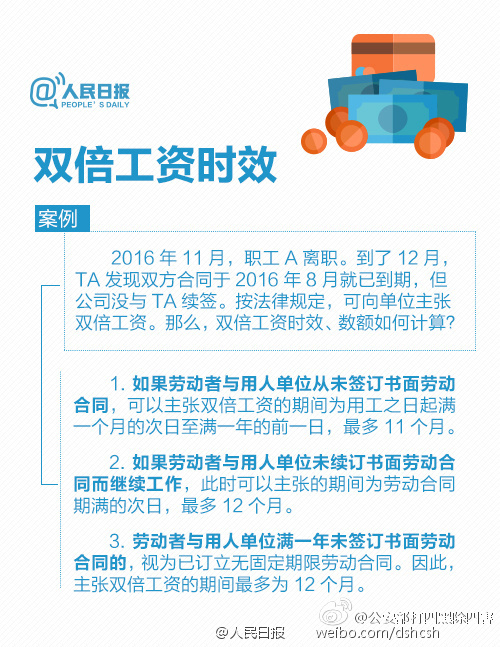 @人民日报
PEOPLE'S DAILY
双倍工资时效
案例
2016 年 11 月，职工 A 离职。到了 12 月，
TA 发现双方合同于 2016 年 8 月就已到期，但
公司没与 TA 续签。按法律规定，可向单位主张
双倍工资。那么，双倍工资时效、数额如何计算？
1. 如果劳动者与用人单位从未签订书面劳动
合同，可以主张双倍工资的期间为用工之日起满
一个月的次日至满一年的前一日，最多 11 个月。
2. 如果劳动者与用人单位未续订书面劳动合
同而继续工作，此时可以主张的期间为劳动合同
期满的次日，最多 12 个月。
3. 劳动者与用人单位满一年未签订书面劳动
合同的，视为已订立无固定期限劳动合同。因此，
主张双倍工资的期间最多为 12 个月。
@公安部打四黑除四害
@人民日报
weibo.com/dshcsh